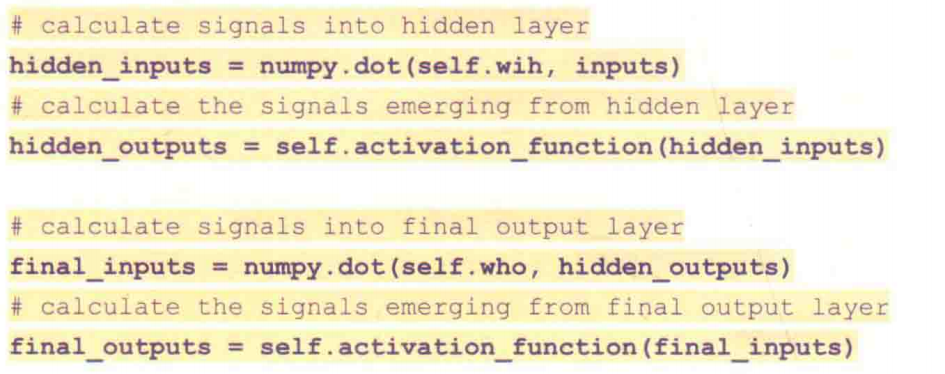 # calculate signals into hidden layer
hidden_inputs = numpy.dot(self.wih, inputs)
# calculate the signals emerging from hidden layer
hidden_outputs = self.activation_function(hidden_inputs)
# calculate signals into final output layer
final_inputs = numpy.dot(self.who, hidden_outputs)
# calculate the signals emerging from final output layer
final_outputs = self.activation_function(final_inputs)